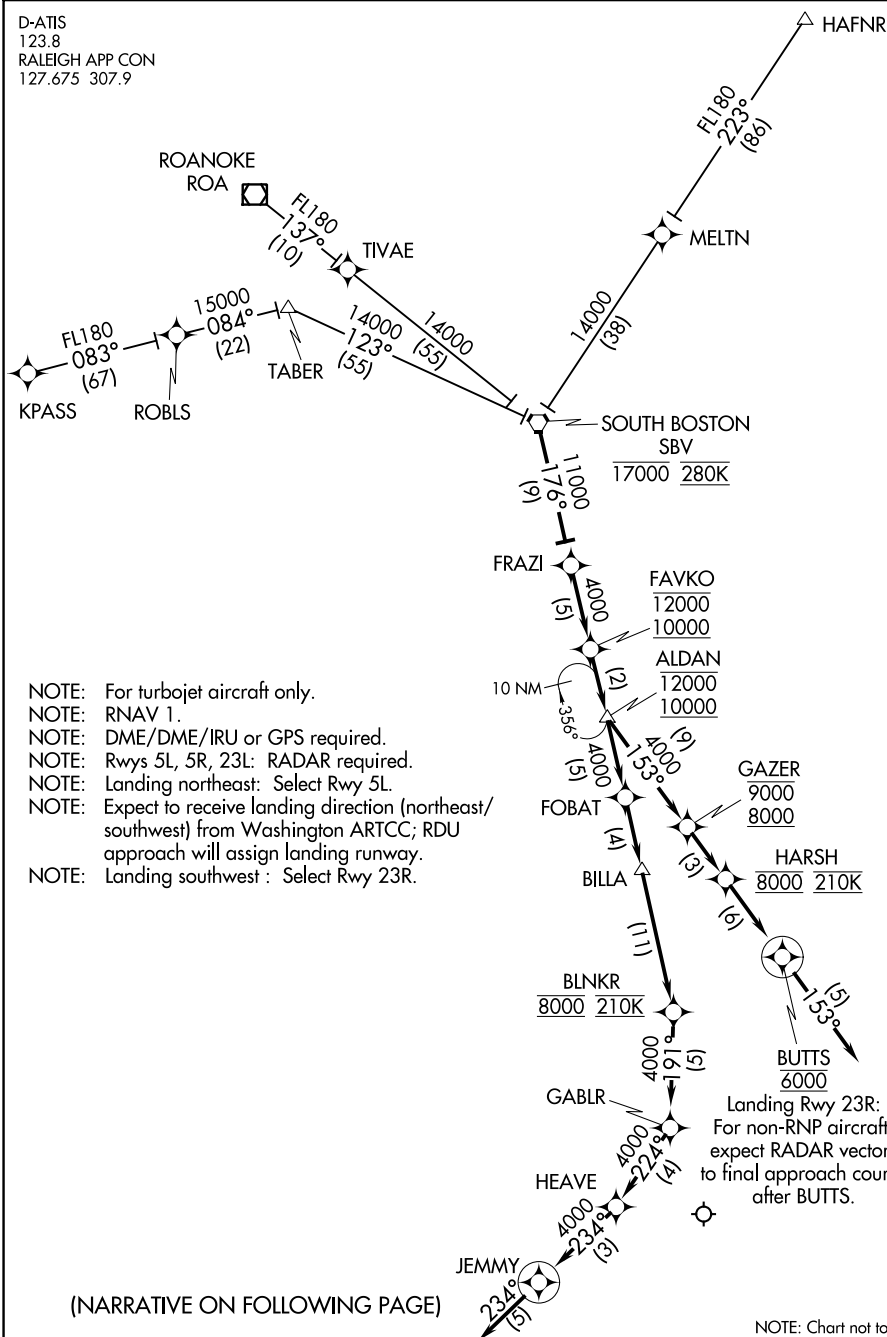 D-ATIS
123.8
RALEIGH APP CON
127.675 307.9
HAFNR
FL180
223°
(86)
MELTN
14000
(38)
ROANOKE
ROA
FL180
137°
(10)
TIVAE
14000
(55)
FL180
083°
(67)
KPASS
ROBLS
15000
084°
(22)
TABER
14000
123°
(55)
SOUTH BOSTON
SBV
17000 280K
11000
176°
(9)
FRAZI
4000
(5)
FAVKO
12000
10000
(2)
ALDAN
12000
10000
10 NM
356°
4000
(5)
(9)
4000
153°
GAZER
9000
8000
FOBAT
(4)
(3)
HARSH
8000 210K
BILLA
(6)
(11)
BLNKR
8000 210K
(5)
153°
BUTTS
6000
Landing Rwy 23R:
For non-RNP aircraft
expect RADAR vector
to final approach cour
after BUTTS.
4000
191°
(5)
GABLR
4000
224°
(4)
HEAVE
4000
234°
(3)
JEMMY
234°
(5)
NOTE: For turbojet aircraft only.
NOTE: RNAV 1.
NOTE: DME/DME/IRU or GPS required.
NOTE: Rwys 5L, 5R, 23L: RADAR required.
NOTE: Landing northeast: Select Rwy 5L.
NOTE: Expect to receive landing direction (northeast/
southwest) from Washington ARTCC; RDU
approach will assign landing runway.
NOTE: Landing southwest : Select Rwy 23R.
(NARRATIVE ON FOLLOWING PAGE)
NOTE: Chart not to